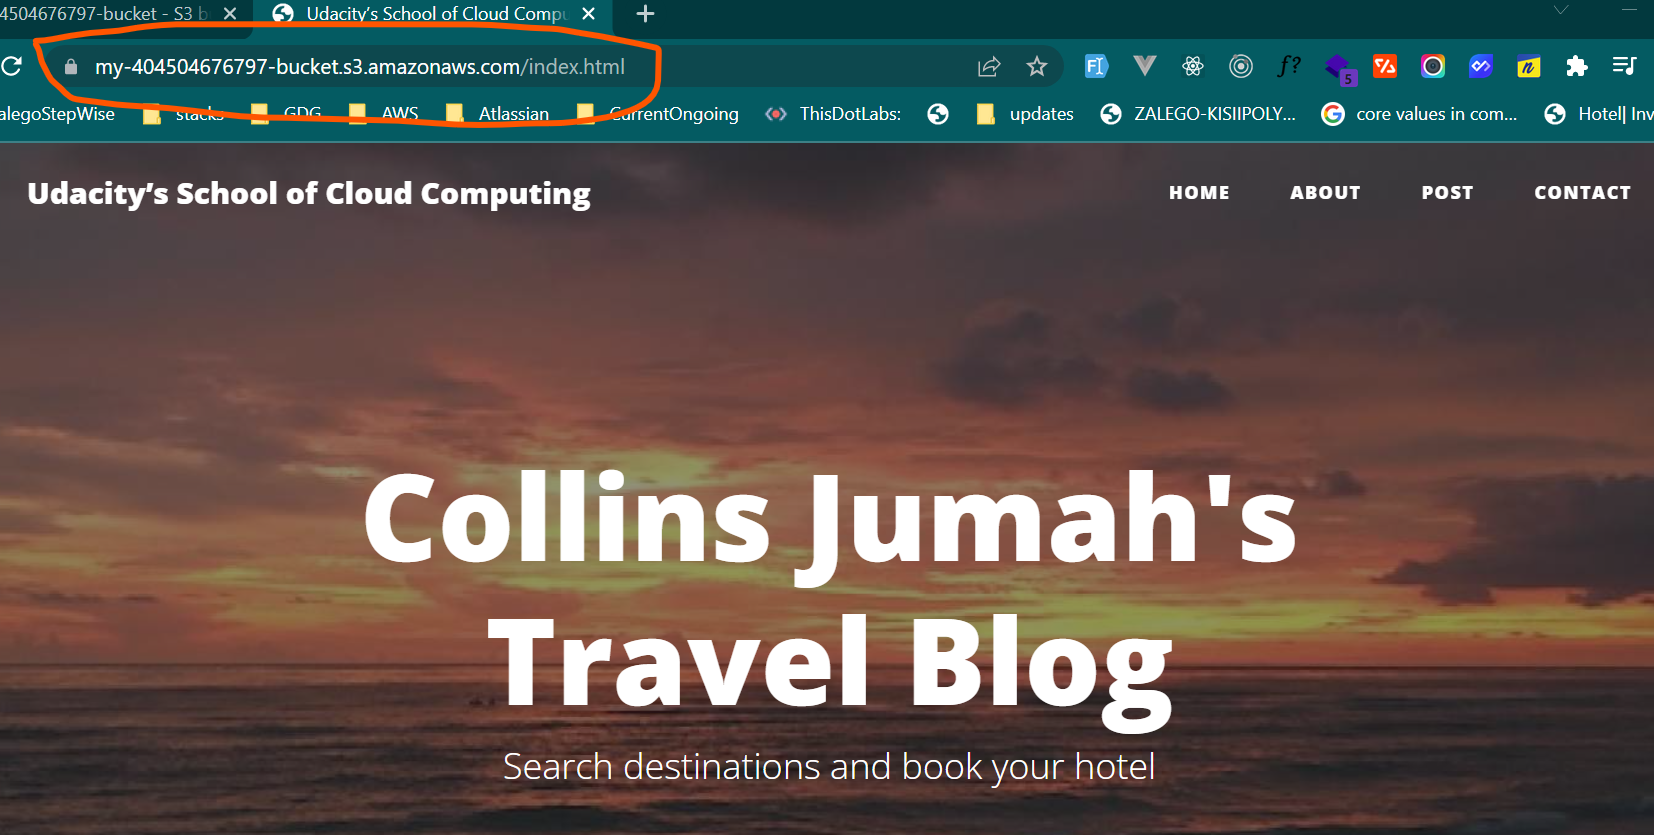 4504676797-bucket - S3 b
Udacity’s School of Cloud Compu
my-404504676797-bucket.s3.amazonaws.com/index.html
f?
5
n
alegoStepWise
stacks
GDG
AWS
Atlassian
CurrentOngoing
ThisDotLabs:
updates
ZALEGO-KISIIPOLY...
core values in com...
Hotel| Inv
Udacity’s School of Cloud Computing
HOME
ABOUT
POST
CONTACT
Collins Jumah's
Travel Blog
Search destinations and book your hotel